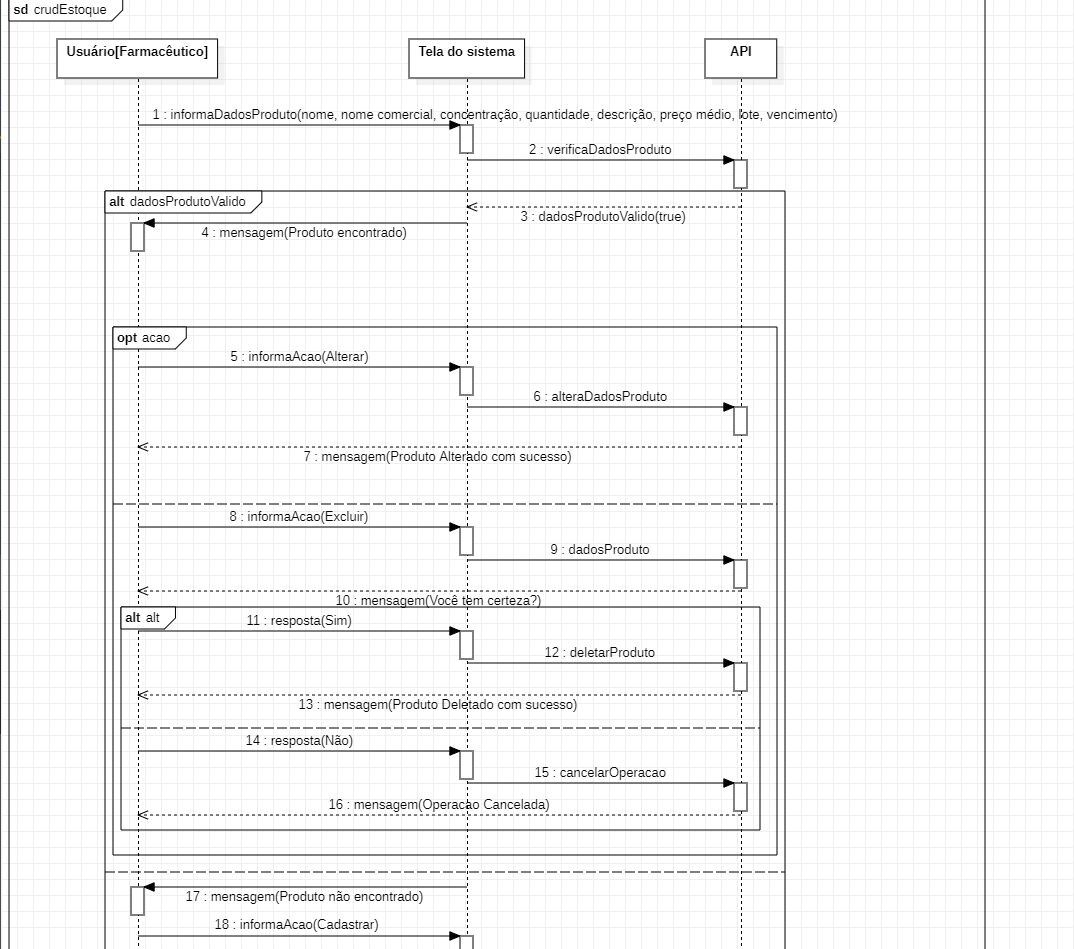 sd crudEstoque
Usuário[Farmacêutico]
Tela do sistema
API
1 : informaDadosProduto(nome, nome comercial, concentração, quantidade, descrição, preço médio, lote, vencimento)
2 : verificaDadosProduto
alt dadosProdutoValido
3 : dadosProdutoValido(true)
4 : mensagem(Produto encontrado)
opt acao
5 : informaAcao(Alterar)
6 : alteraDadosProduto
7 : mensagem(Produto Alterado com sucesso)
8 : informaAcao(Excluir)
9 : dadosProduto
10 : mensagem(Você tem certeza?)
alt alt
11 : resposta(Sim)
12 : deletarProduto
13 : mensagem(Produto Deletado com sucesso)
14 : resposta(Não)
15 : cancelarOperacao
16 : mensagem(Operacao Cancelada)
17 : mensagem(Produto não encontrado)
18 : informaAcao(Cadastrar)